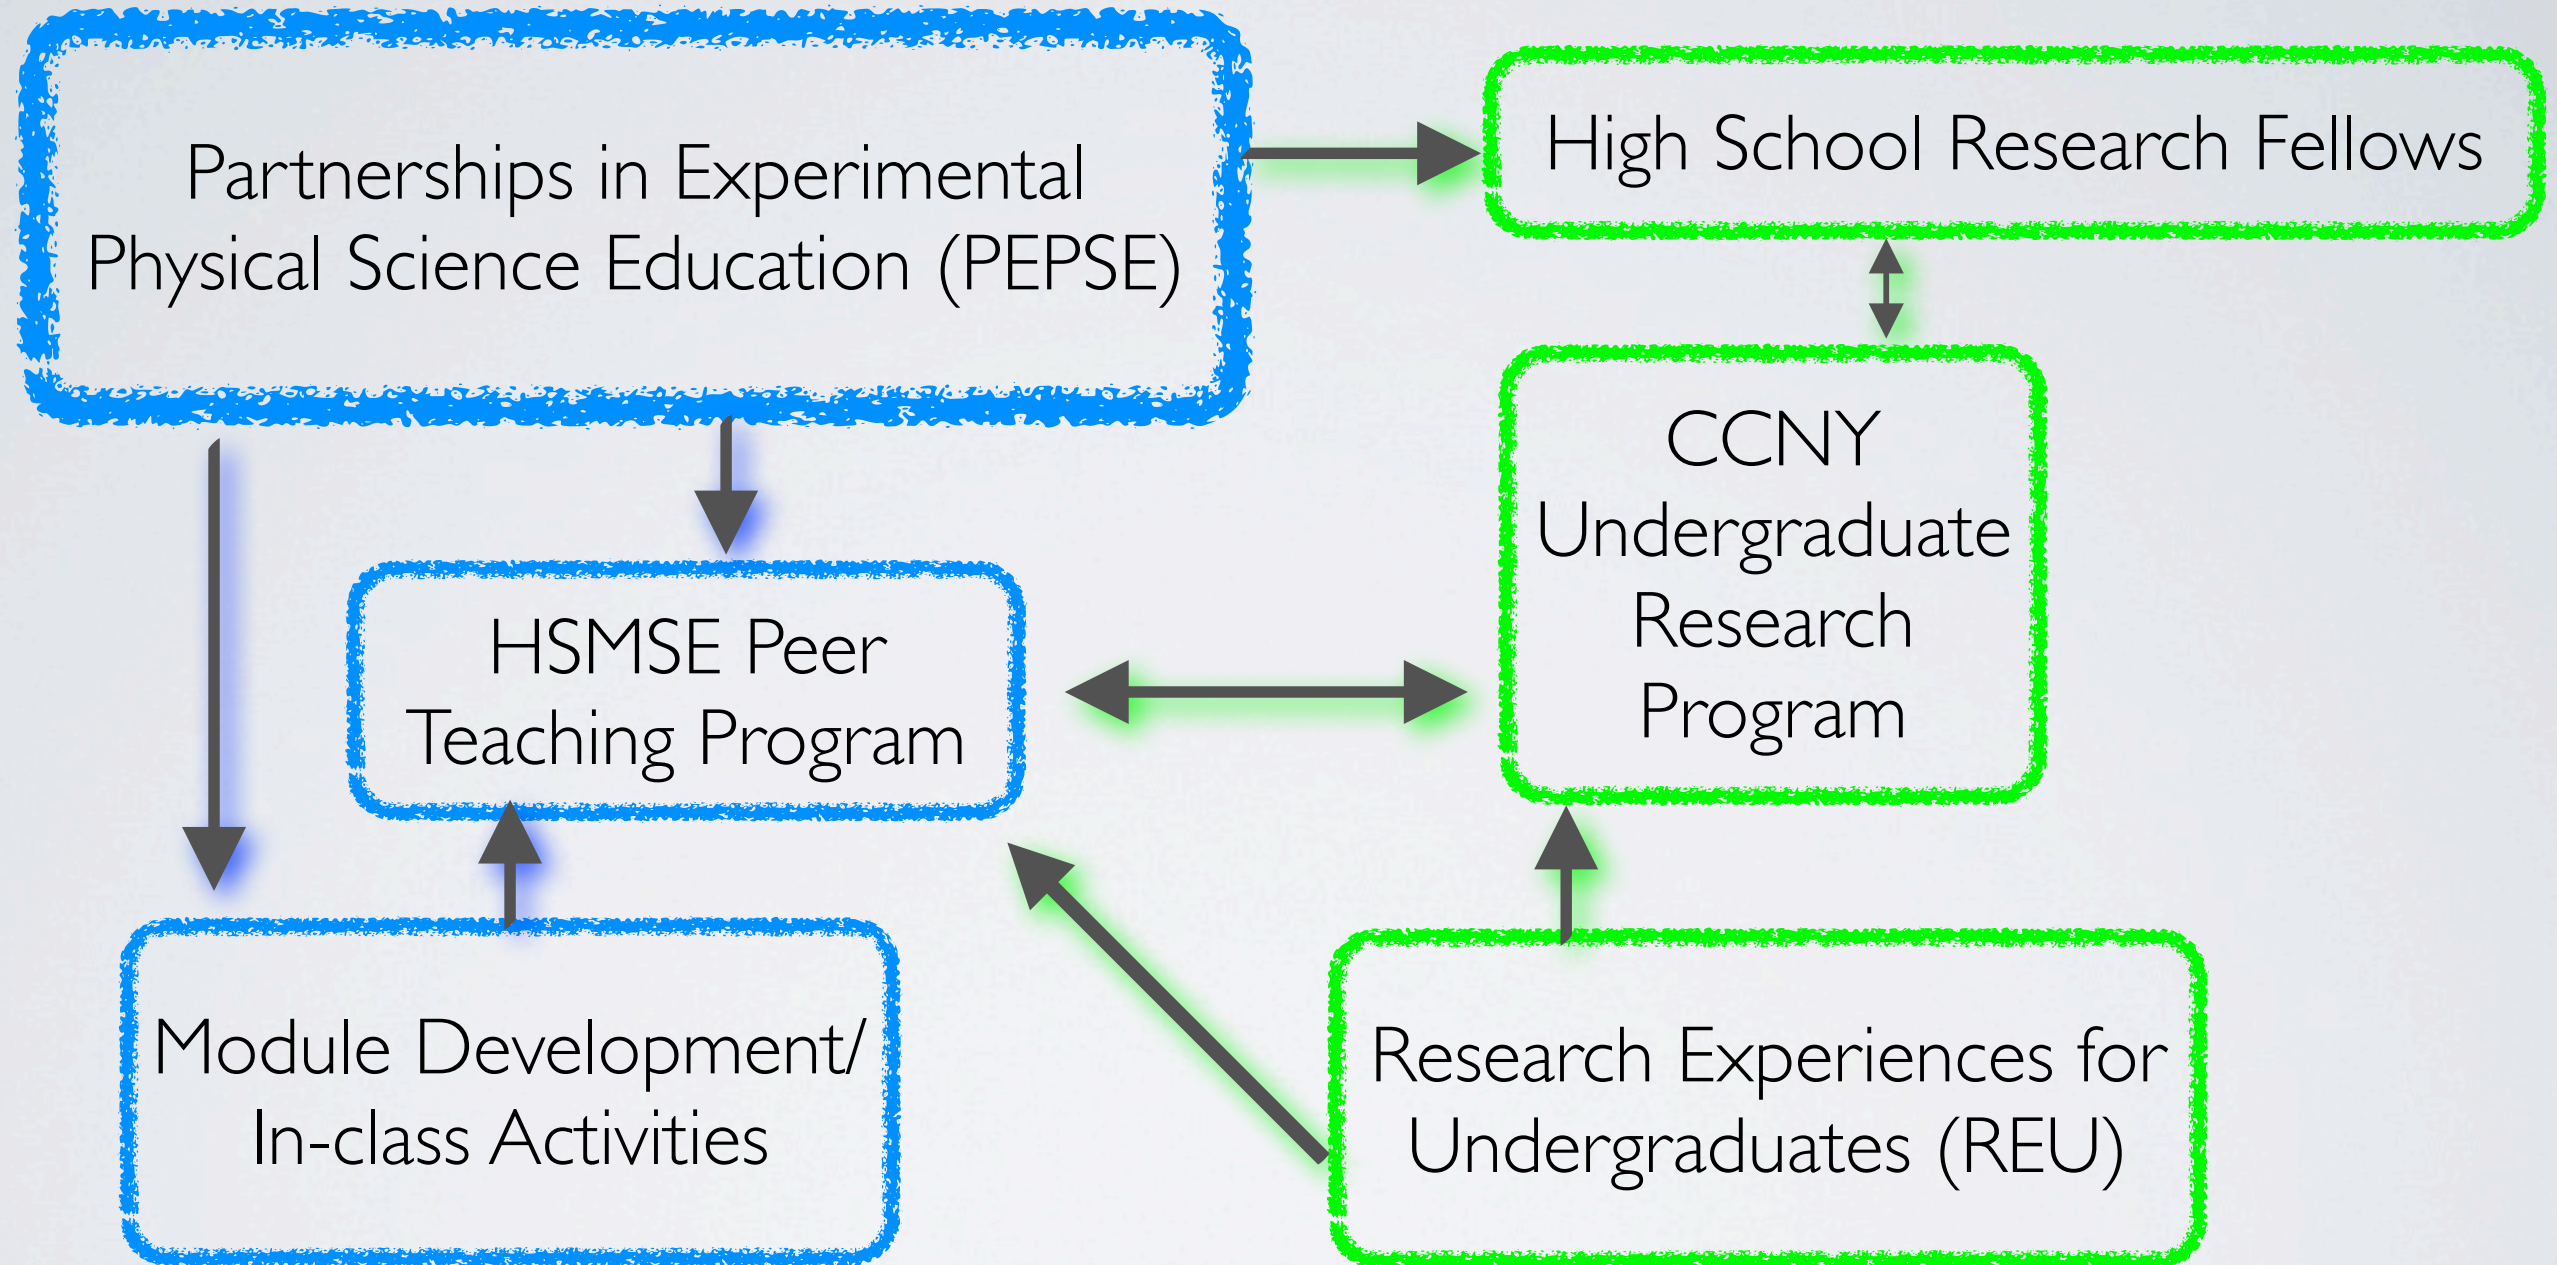 Partnerships in Experimental
Physical Science Education (PEPSE)
High School Research Fellows
CCNY
Undergraduate
Research
Program
HSMSE Peer
Teaching Program
Module Development/
In-class Activities
Research Experiences for
Undergraduates (REU)